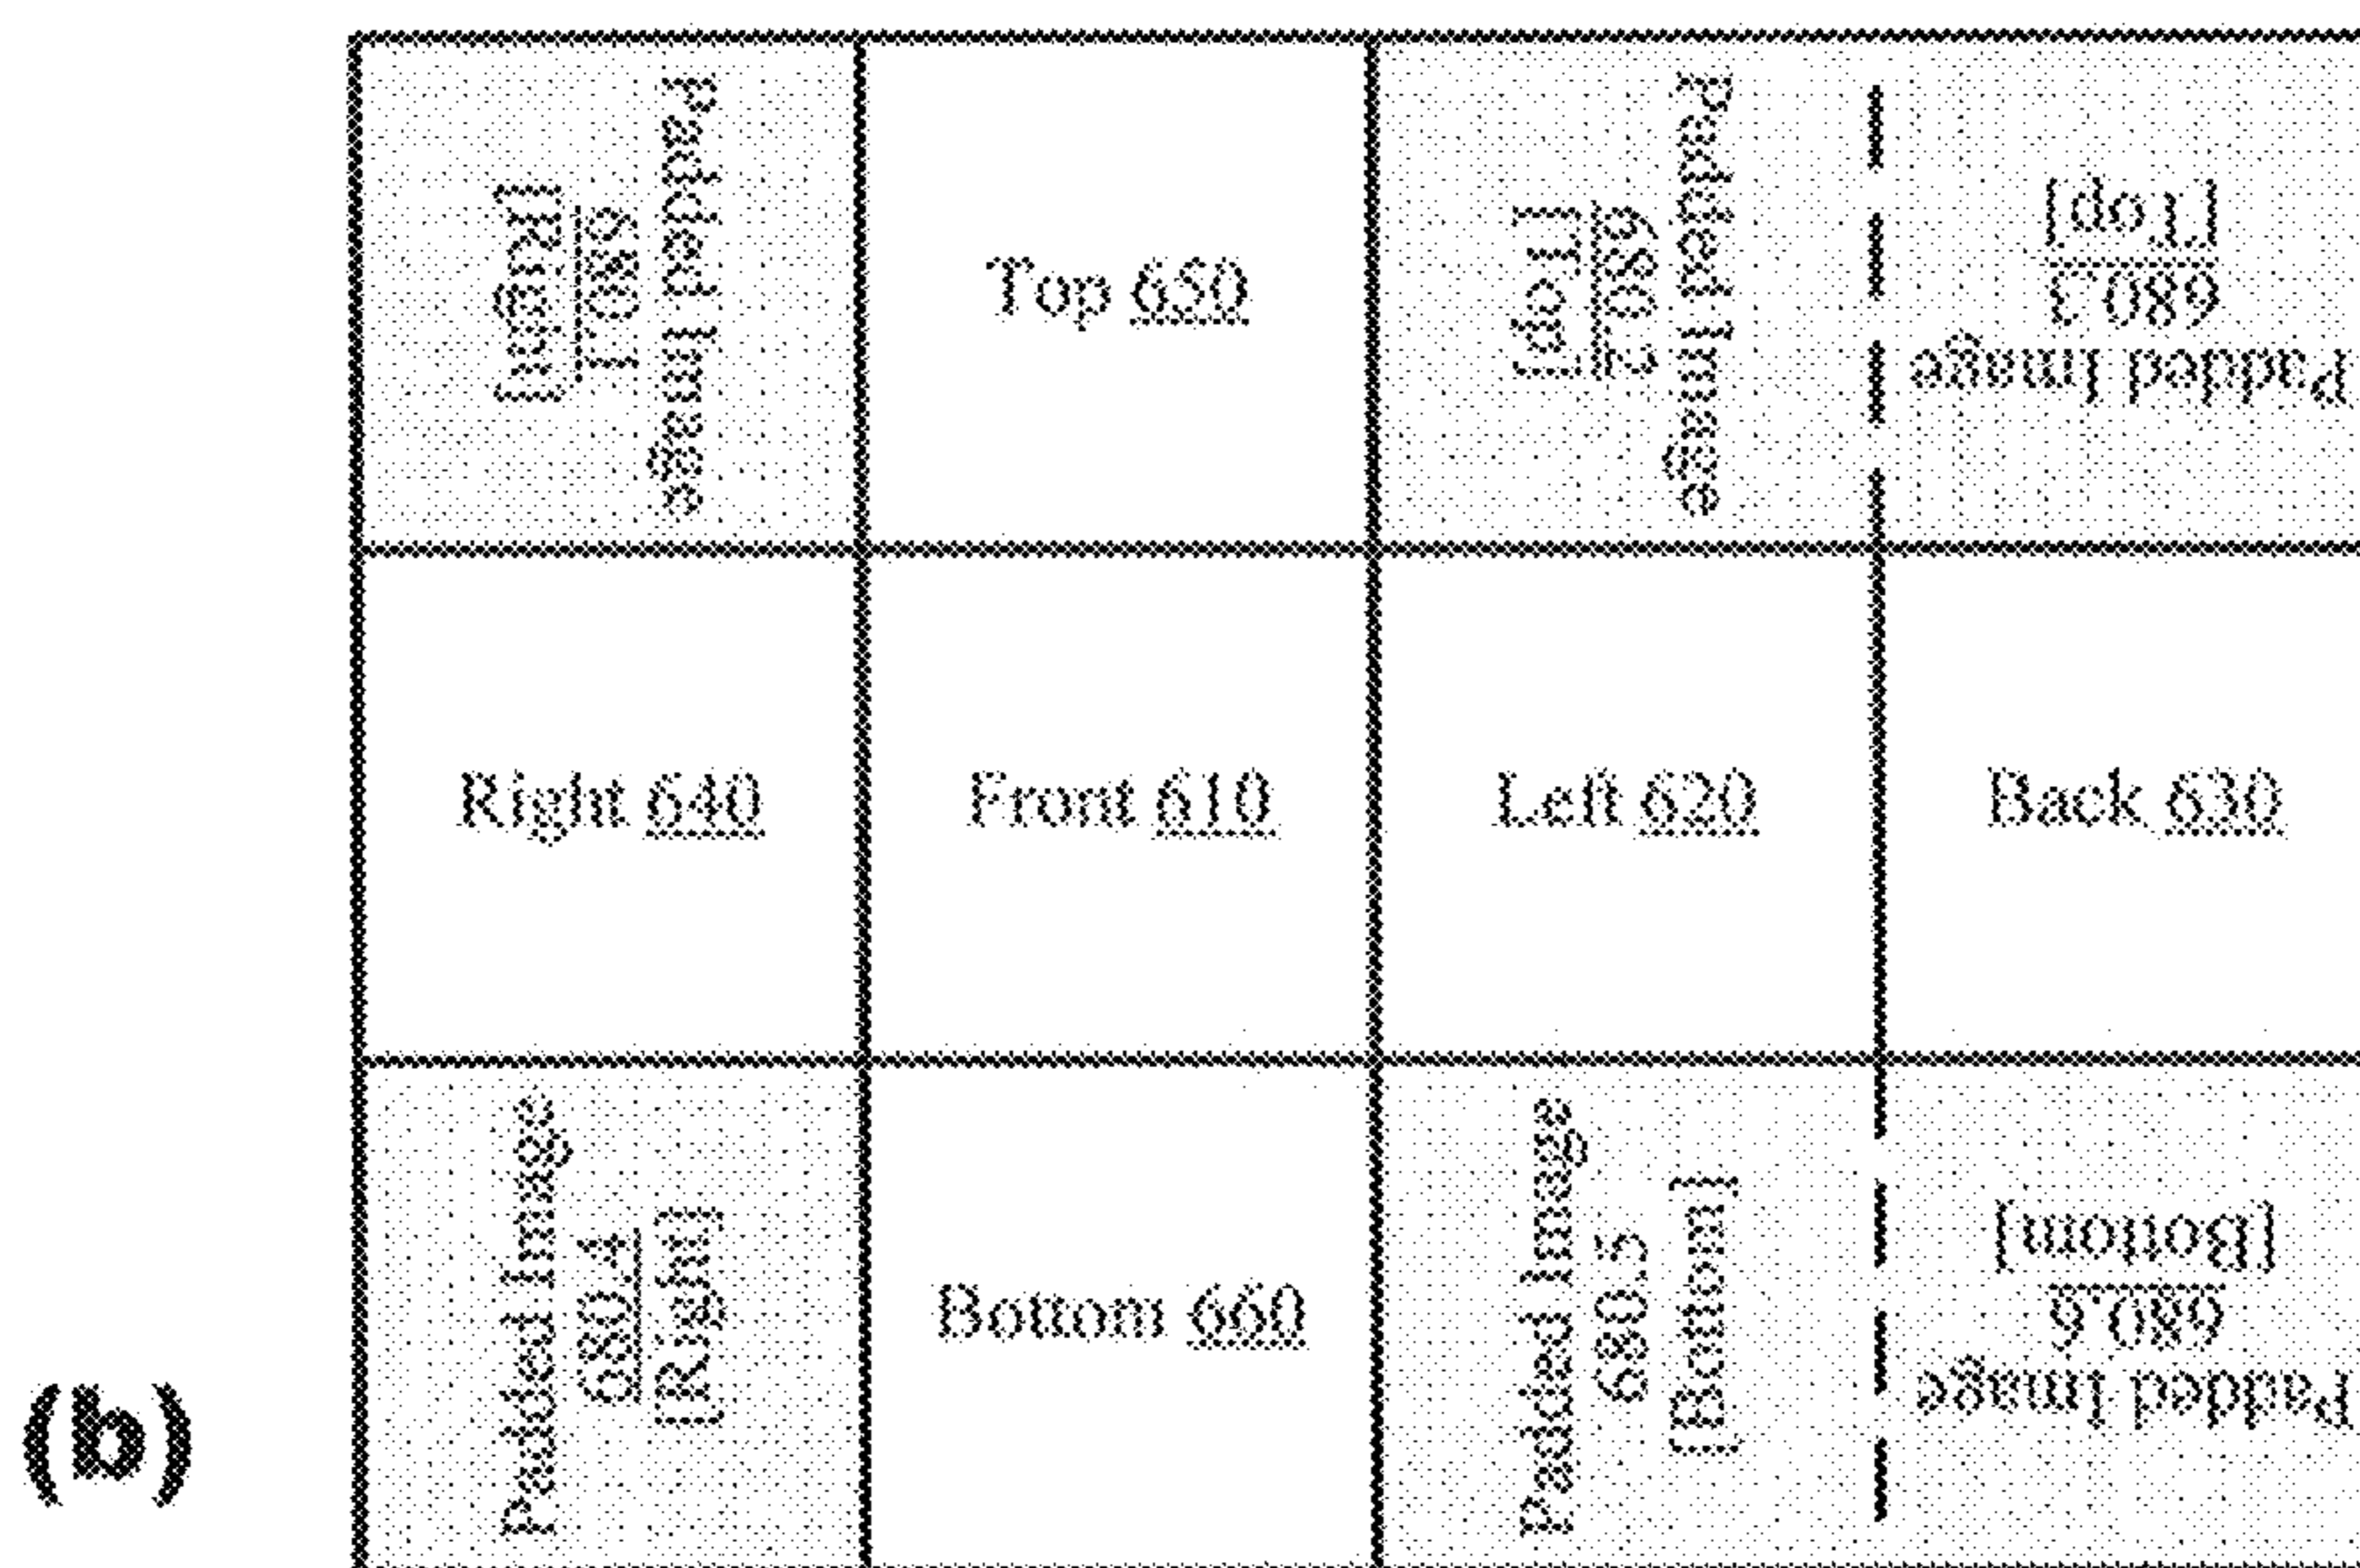 Padded Image
680.1
[Right]
Top 650
Padded Image
680.2
[Top]
Padded Image
680.3
[Top]
Right 640
Front 610
Left 620
Back 630
Padded Image
680.4
[Right]
Bottom 660
Padded Image
680.5
[Bottom]
Padded Image
680.6
[Bottom]
(b)